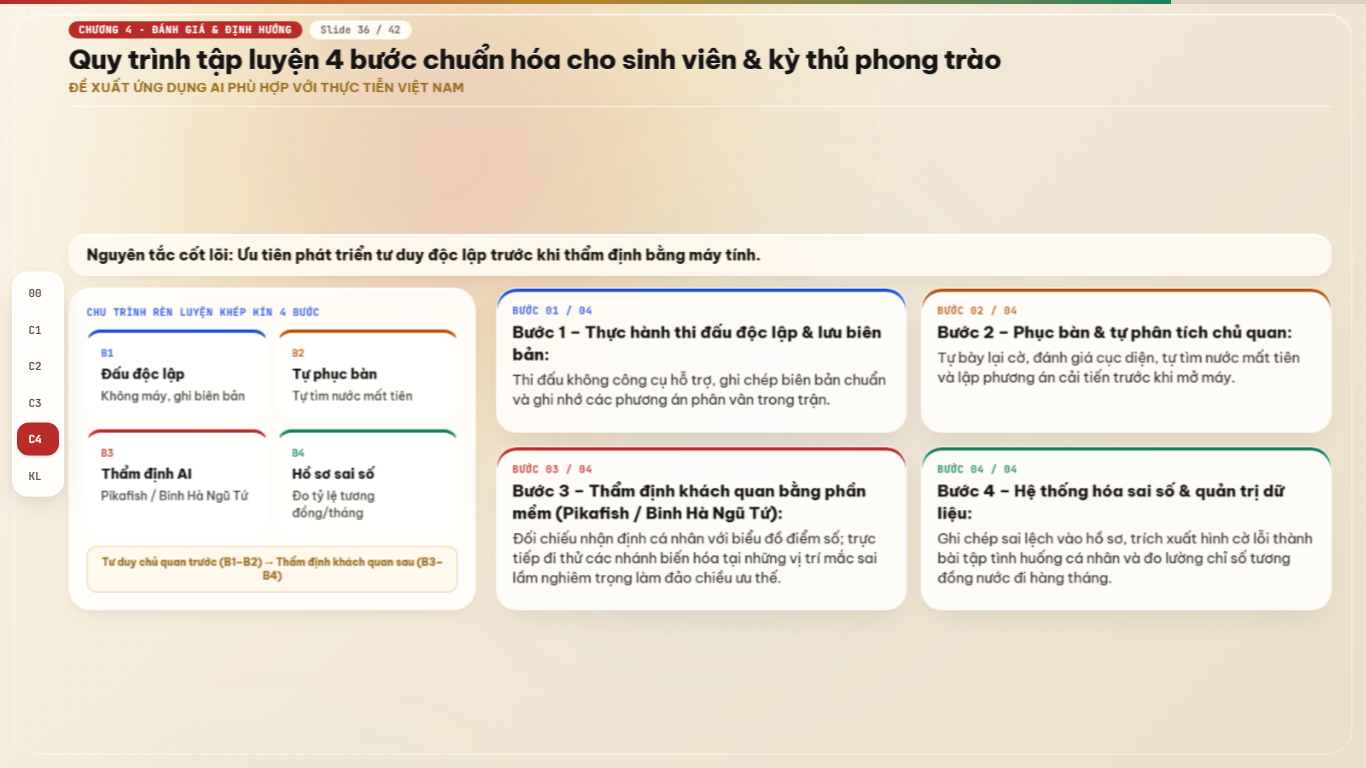 CHƯƠNG 4 - ĐÁNH GIÁ & ĐỊNH HƯỚNG
Slide 36 / 42
Quy trình tập luyện 4 bước chuẩn hóa cho sinh viên & kỳ thủ phong trào
ĐỀ XUẤT ỨNG DỤNG AI PHÙ HỢP VỚI THỰC TIỄN VIỆT NAM
Nguyên tắc cốt lõi: Ưu tiên phát triển tư duy độc lập trước khi thẩm định bằng máy tính.
00
C1
C2
C3
C4
KL
CHU TRÌNH RÈN LUYỆN KHÉP KÍN 4 BƯỚC
B1
Đấu độc lập
Không máy, ghi biên bản
B2
Tự phục bàn
Tự tìm nước mất tiên
B3
Thẩm định AI
Pikafish / Binh Hà Ngũ Tứ
B4
Hồ sơ sai số
Đo tỷ lệ tương
đồng/tháng
Tư duy chủ quan trước (B1–B2) → Thẩm định khách quan sau (B3–
B4)
BƯỚC 01 / 04
Bước 1 – Thực hành thi đấu độc lập & lưu biên
bản:
Thi đấu không công cụ hỗ trợ, ghi chép biên bản chuẩn
và ghi nhớ các phương án phân vân trong trận.
BƯỚC 02 / 04
Bước 2 – Phục bàn & tự phân tích chủ quan:
Tự bày lại cờ, đánh giá cục diện, tự tìm nước mất tiên
và lập phương án cải tiến trước khi mở máy.
BƯỚC 03 / 04
Bước 3 – Thẩm định khách quan bằng phần
mềm (Pikafish / Binh Hà Ngũ Tứ):
Đối chiếu nhận định cá nhân với biểu đồ điểm số; trực
tiếp đi thử các nhánh biến hóa tại những vị trí mắc sai
lầm nghiêm trọng làm đảo chiều ưu thế.
BƯỚC 04 / 04
Bước 4 – Hệ thống hóa sai số & quản trị dữ
liệu:
Ghi chép sai lệch vào hồ sơ, trích xuất hình cờ lỗi thành
bài tập tình huống cá nhân và đo lường chỉ số tương
đồng nước đi hàng tháng.